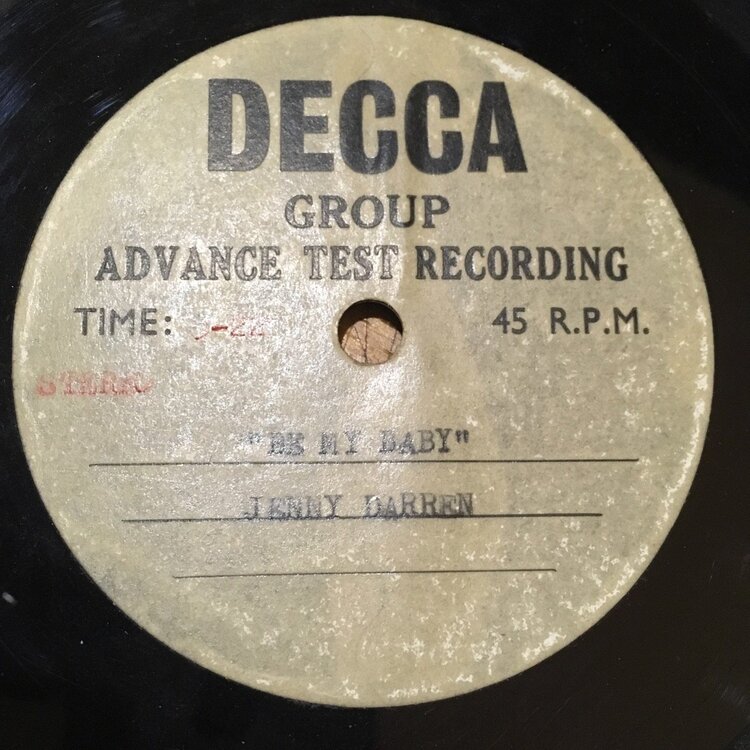 DECCA
GROUP
ADVANCE TEST RECORDING
TIME: 45 R.P.M.
STEREO
"BE MY BABY"
JENNY DARREN